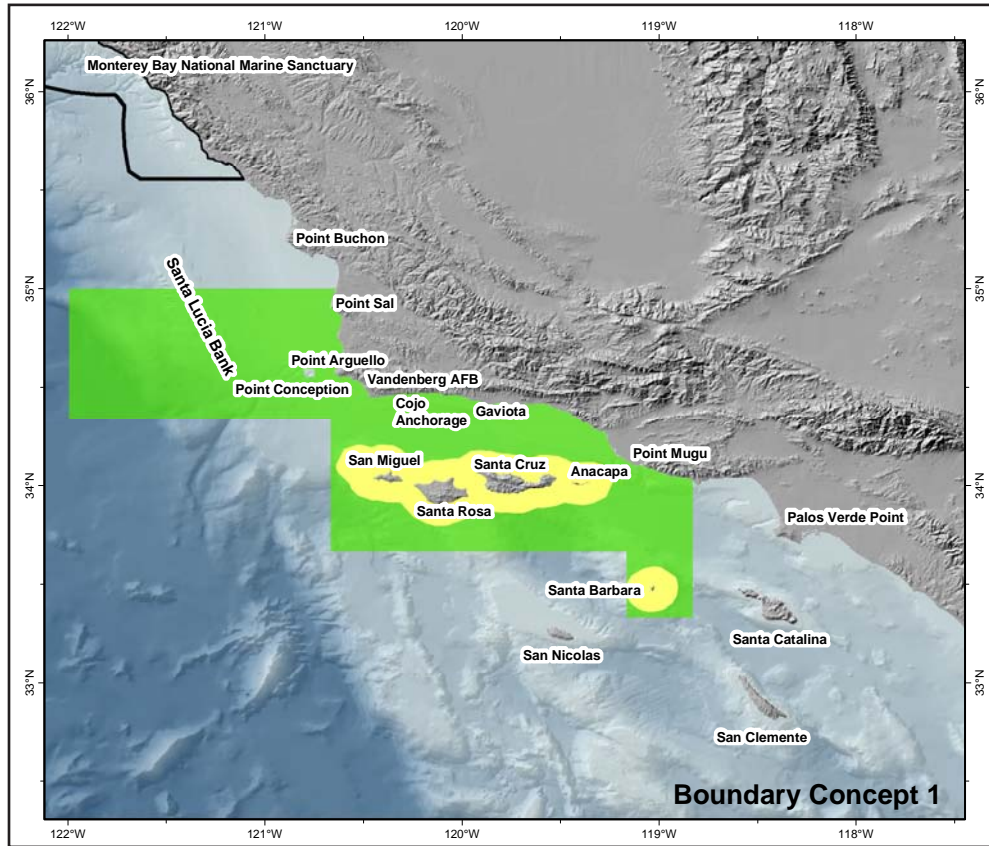 122°W 121°W 120°W 119°W 118°W
Monterey Bay National Marine Sanctuary
36°N 36°N
Point Buchon
35°N 35°N
Santa Lucia Bank
Point Sal
Point Arguello
Vandenberg AFB
Point Conception
Cojo
Anchorage
Gaviota
Point Mugu
San Miguel
Santa Cruz
Anacapa
34°N 34°N
Santa Rosa
Palos Verde Point
Santa Barbara
Santa Catalina
San Nicolas
33°N 33°N
San Clemente
Boundary Concept 1
122°W 121°W 120°W 119°W 118°W